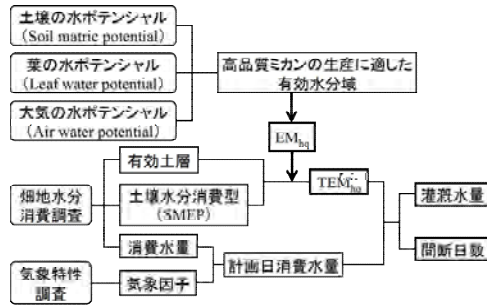 土壌の水ポテンシャル
(Soil matric potential)
葉の水ポテンシャル
(Leaf water potential)
大気の水ポテンシャル
(Air water potential)
高品質ミカンの生産に適した
有効水分域
EMhq
有効土層
TEMhq
畑地水分
消費調査
土壌水分消費型
(SMEP)
灌漑水量
消費水量
間断日数
計画日消費水量
気象特性
調査
気象因子